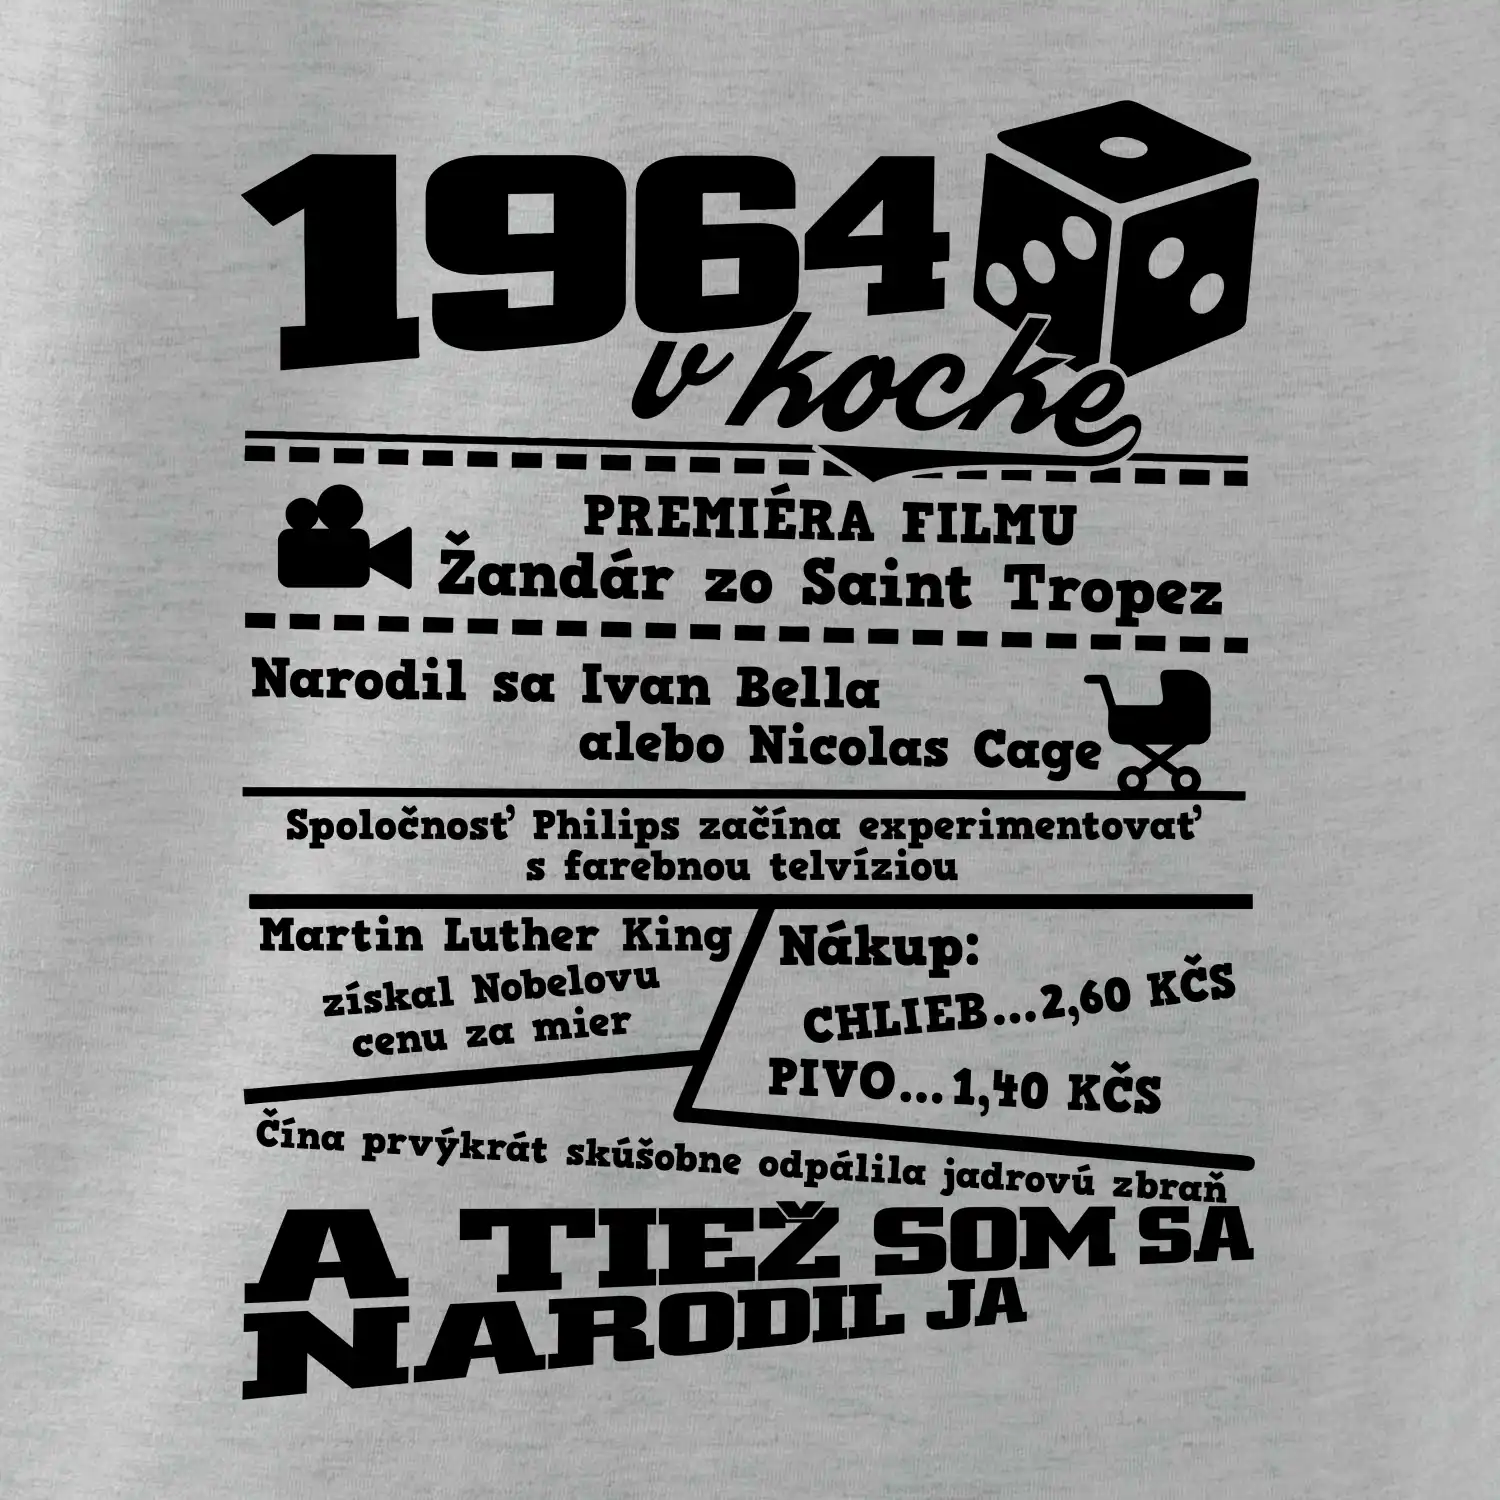 1964
v kocke
PREMIÉRA FILMU
Žandár zo Saint Tropez
Narodil sa Ivan Bella
alebo Nicolas Cage
Spoločnosť Philips začína experimentovať
s farebnou telvíziou
Martin Luther King
získal Nobelovu
cenu za mier
Nákup:
CHLIEB...2,60 KČS
PIVO...1,40 KČS
Čína prvýkrát skúšobne odpálila jadrovú zbraň
A TIEŽ SOM SA
NARODIL JA